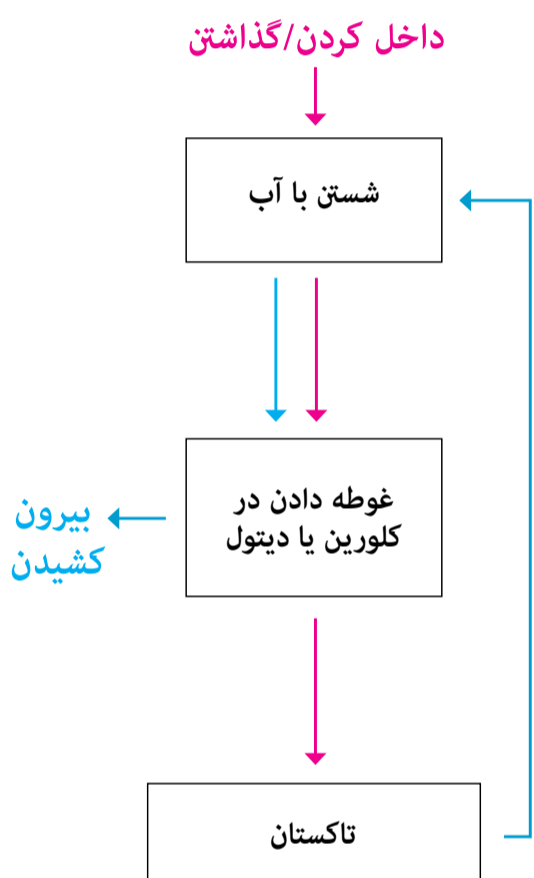 داخل کردن/گذاشتن
شستن با آب
غوطه دادن در
کلورین یا دیتول
بیرون
کشیدن
تاکستان